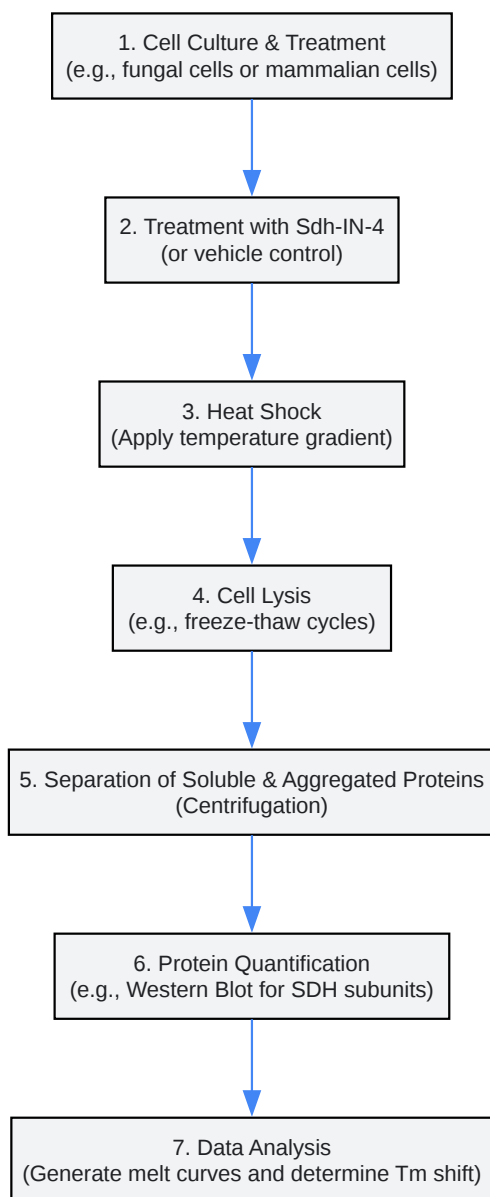 1. Cell Culture & Treatment
(e.g., fungal cells or mammalian cells)
2. Treatment with Sdh-IN-4
(or vehicle control)
3. Heat Shock
(Apply temperature gradient)
4. Cell Lysis
(e.g., freeze-thaw cycles)
5. Separation of Soluble & Aggregated Proteins
(Centrifugation)
6. Protein Quantification
(e.g., Western Blot for SDH subunits)
7. Data Analysis
(Generate melt curves and determine Tm shift)